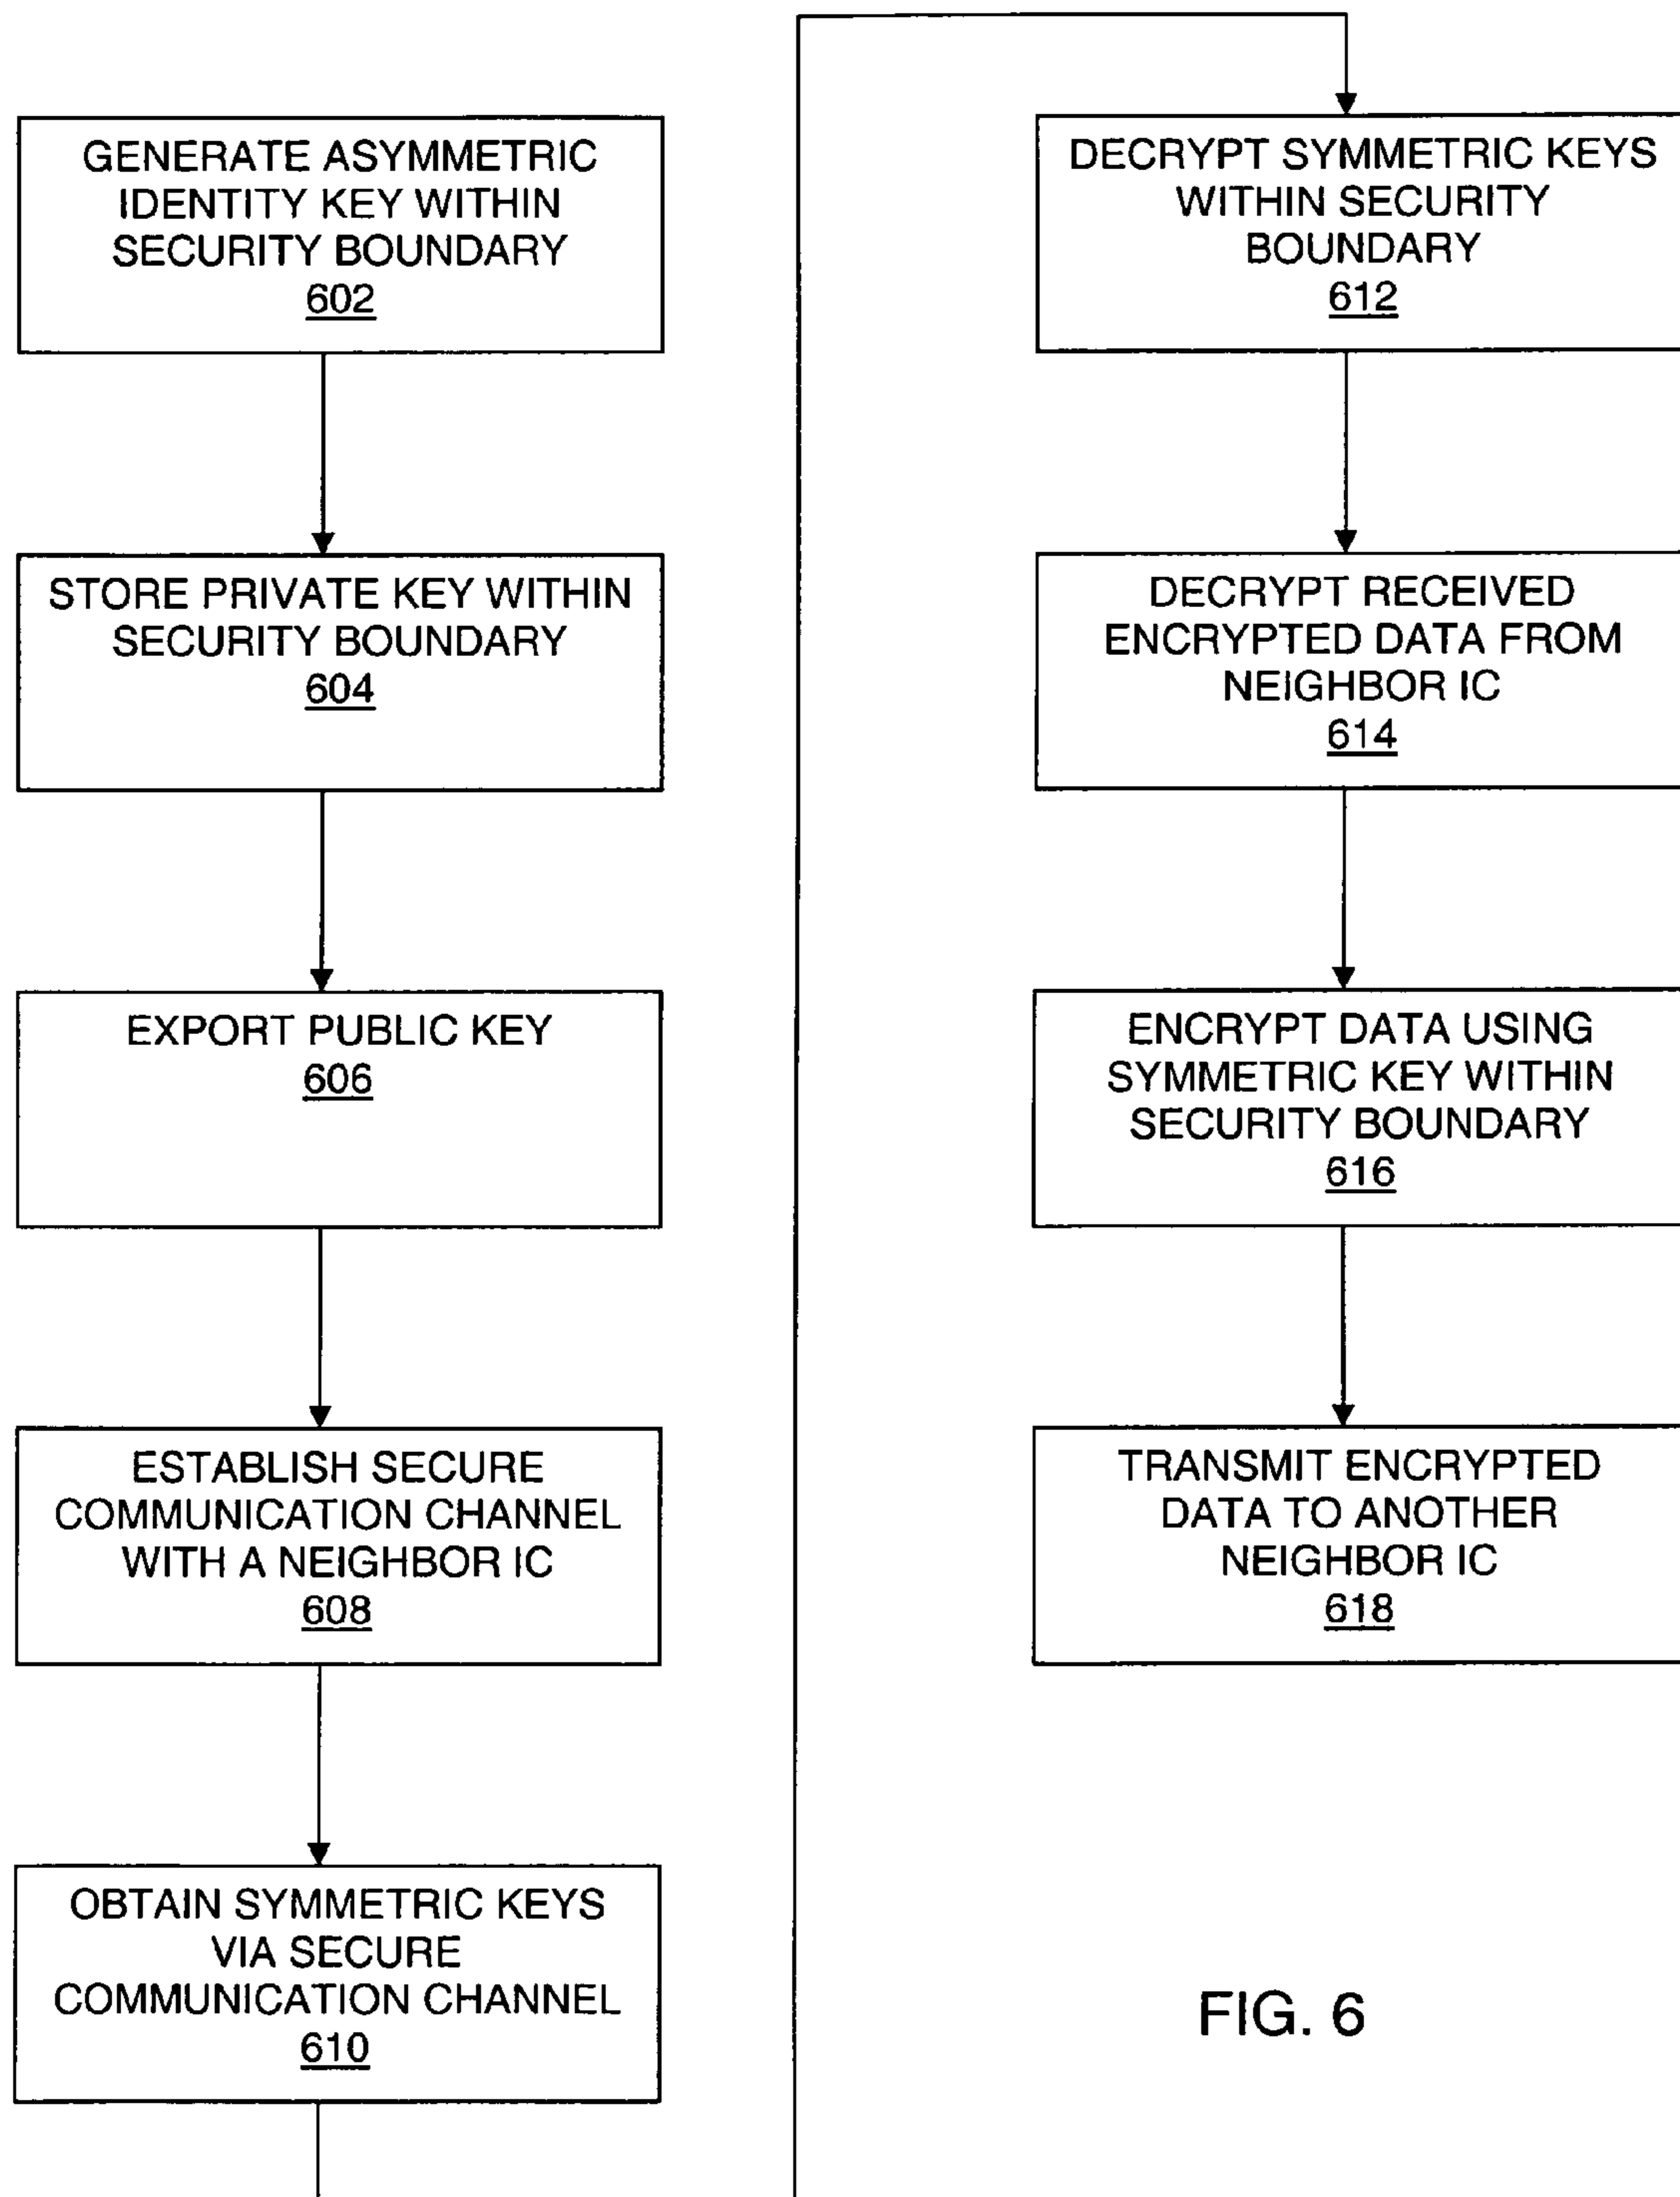 GENERATE ASYMMETRIC
IDENTITY KEY WITHIN
SECURITY BOUNDARY
602
STORE PRIVATE KEY WITHIN
SECURITY BOUNDARY
604
EXPORT PUBLIC KEY
606
ESTABLISH SECURE
COMMUNICATION CHANNEL
WITH A NEIGHBOR IC
608
OBTAIN SYMMETRIC KEYS
VIA SECURE
COMMUNICATION CHANNEL
610
DECRYPT SYMMETRIC KEYS
WITHIN SECURITY
BOUNDARY
612
DECRYPT RECEIVED
ENCRYPTED DATA FROM
NEIGHBOR IC
614
ENCRYPT DATA USING
SYMMETRIC KEY WITHIN
SECURITY BOUNDARY
616
TRANSMIT ENCRYPTED
DATA TO ANOTHER
NEIGHBOR IC
618
FIG. 6